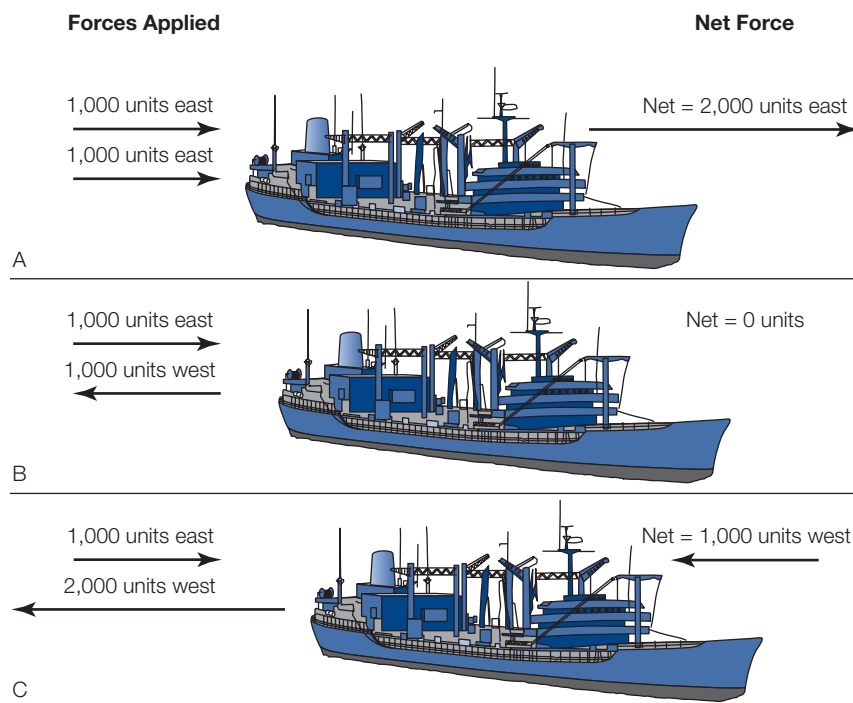 Forces Applied
Net Force
1,000 units east
1,000 units east
Net = 2,000 units east
A
1,000 units east
1,000 units west
Net = 0 units
B
1,000 units east
2,000 units west
Net = 1,000 units west
C